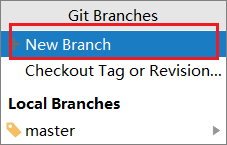 Git Branches
New Branch
Checkout Tag or Revision...
Local Branches
master